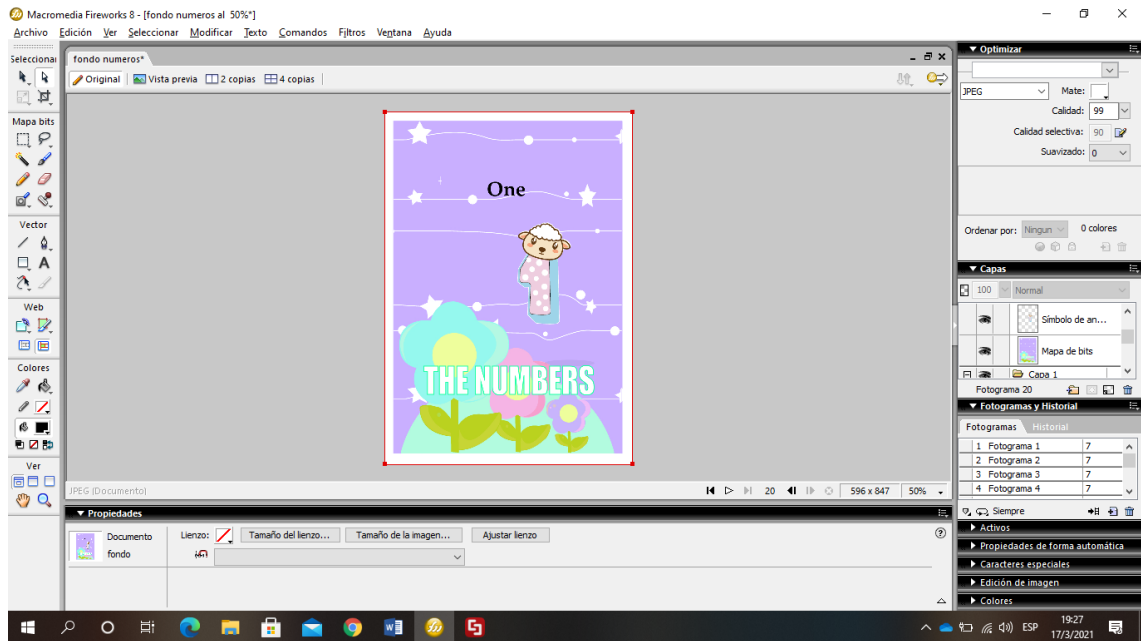 Macromedia Fireworks 8 - [fondo numeros al 50%*]
Archivo Edición Ver Seleccionar Modificar Texto Comandos Filtros Ventana Ayuda
Seleccionar
fondo numeros*
Original Vista previa 2 copias 4 copias
Mapa bits
Vector
Web
Colores
Ver
One
1
THE NUMBERS
JPEG (Documento)
20
596 x 847
50%
Propiedades
Documento
fondo
Lienzo:
Tamaño del lienzo...
Tamaño de la imagen...
Ajustar lienzo
Optimizar
JPEG
Mate:
Calidad: 99
Calidad selectiva: 90
Suavizado: 0
Ordenar por: Ningun 0 colores
Capas
100 Normal
Símbolo de an...
Mapa de bits
Capa 1
Fotograma 20
Fotogramas y Historial
Fotogramas Historial
1 Fotograma 1 7
2 Fotograma 2 7
3 Fotograma 3 7
4 Fotograma 4 7
Siempre
Activos
Propiedades de forma automática
Caracteres especiales
Edición de imagen
Colores
ESP
19:27
17/3/2021